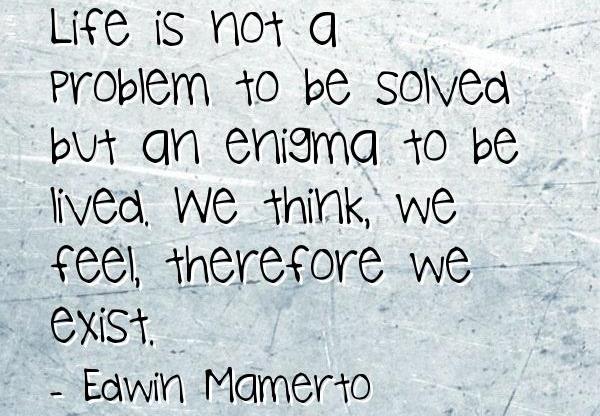 Life is not a
problem to be solved
but an enigma to be
lived. We think, we
feel, therefore we
exist.
- Edwin Mamerto